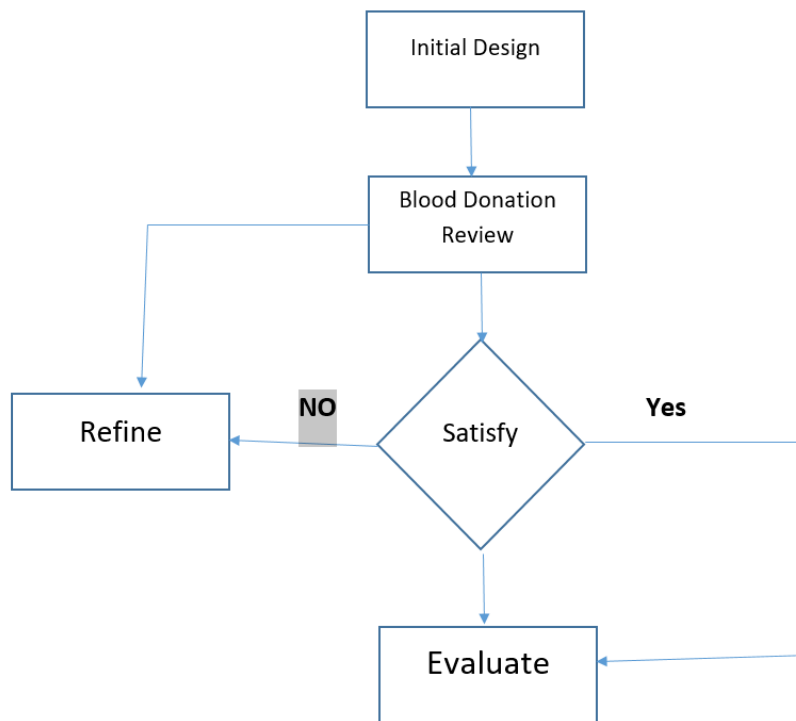 Initial Design
Blood Donation
Review
NO
Yes
Refine
Satisfy
Evaluate